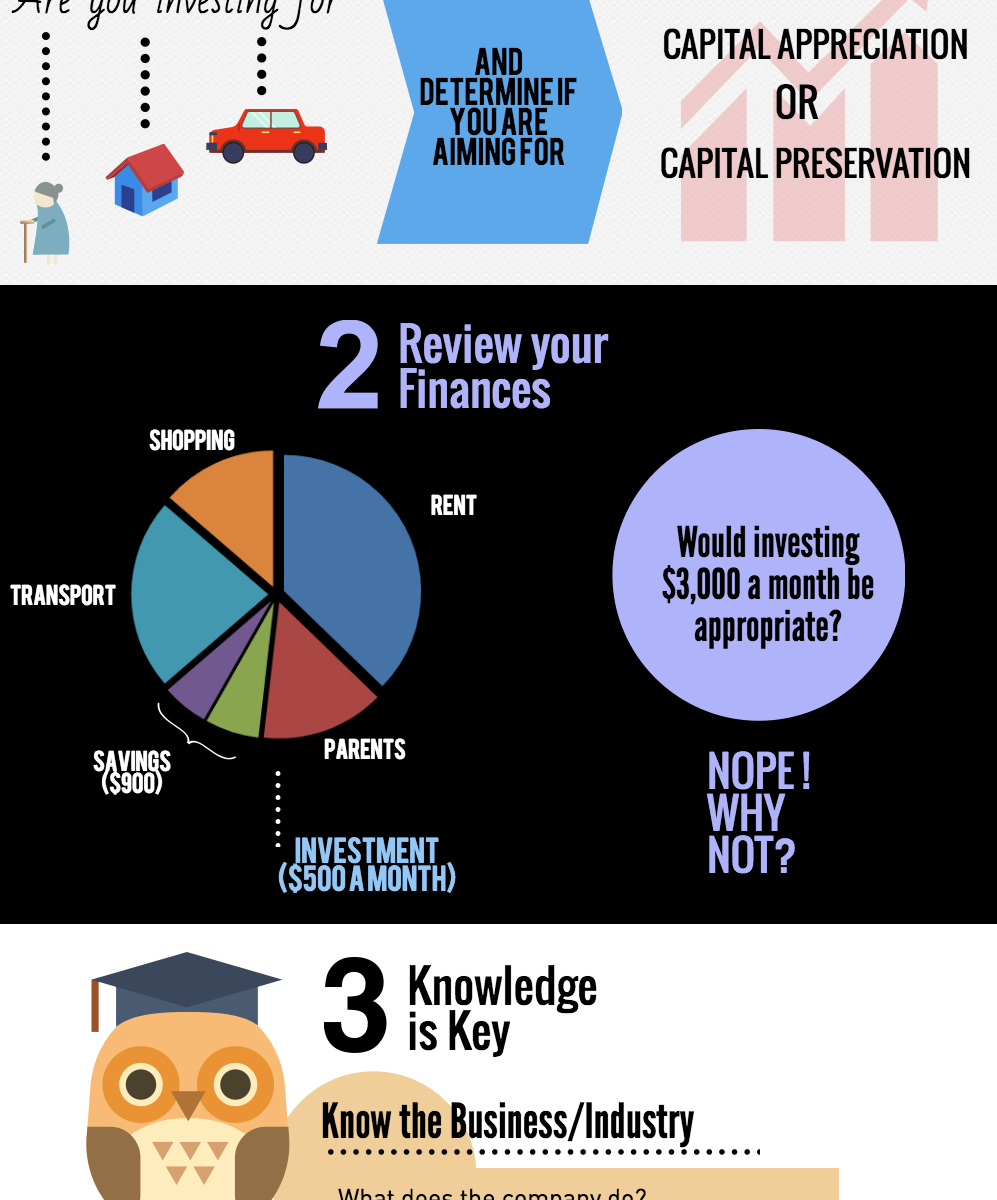 Are you investing for
AND
DETERMINE IF
YOU ARE
AIMING FOR
CAPITAL APPRECIATION
OR
CAPITAL PRESERVATION
2 Review your
Finances
SHOPPING
RENT
TRANSPORT
PARENTS
SAVINGS
($900)
INVESTMENT
($500 A MONTH)
Would investing
$3,000 a month be
appropriate?
NOPE!
WHY
NOT?
3 Knowledge
is Key
Know the Business/Industry
What does the company do?